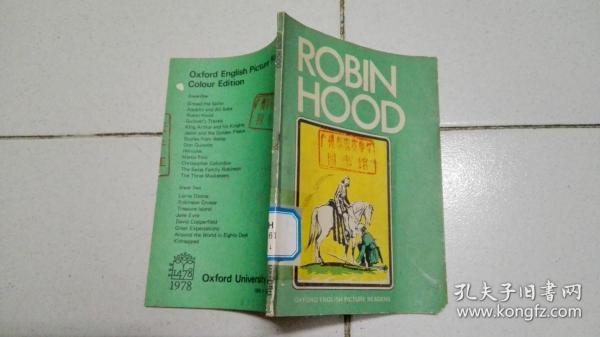 Oxford English Picture
Colour Edition
Grade One
Sinbad the Sailor
Aladdin and Ali Baba
Robin Hood
Gulliver's Travels
King Arthur and his Knights
Jason and the Golden Fleece
Stories from Aesop
Don Quixote
Hercules
Marco Polo
Christopher Columbus
The Swiss Family Robinson
The Three Musketeers
Grade Two
Lorna Doone
Robinson Crusoe
Treasure Island
Jane Eyre
David Copperfield
Great Expectations
Around the World in Eighty Days
Kidnapped
1478
1978
Oxford University
H
ROBIN
HOOD
图书馆
OXFORD ENGLISH PICTURE READERS
孔夫子旧书网
www.kongfz.com